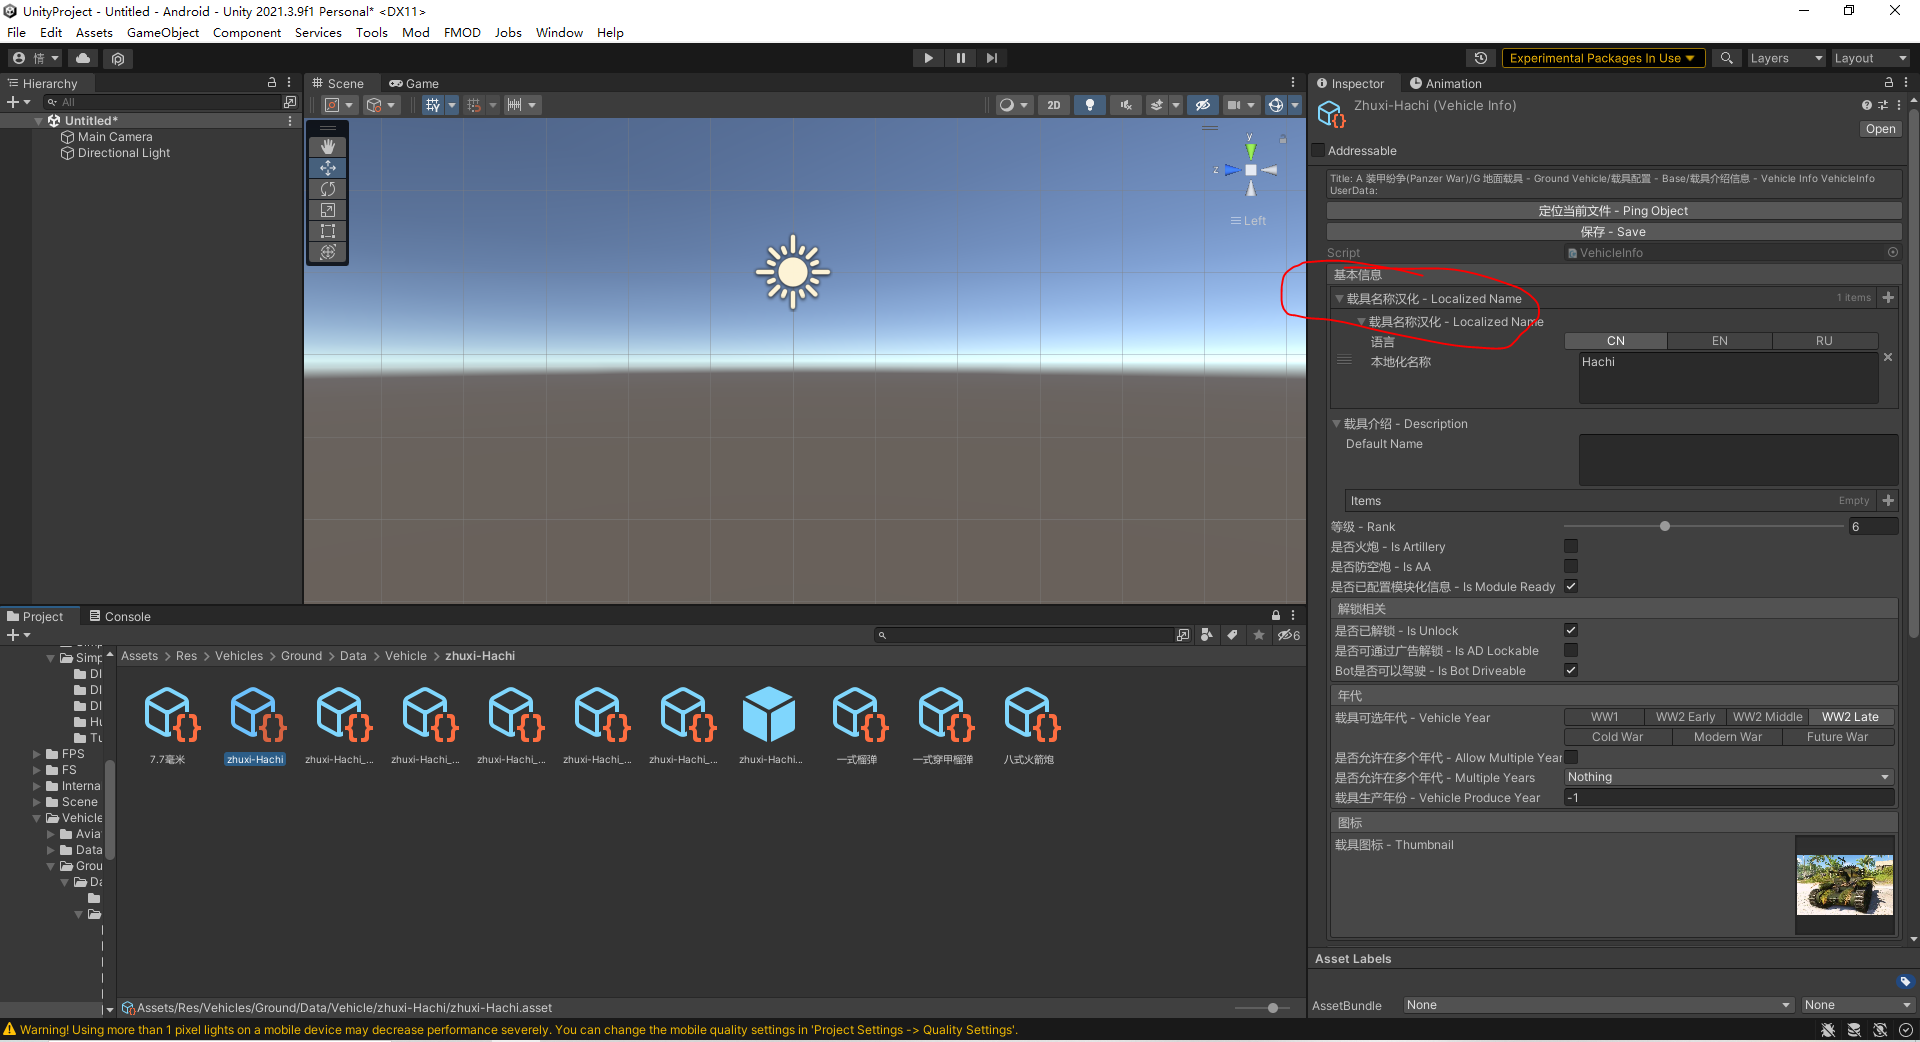 UnityProject - Untitled - Android - Unity 2021.3.9f1 Personal* <DX11>
File Edit Assets GameObject Component Services Tools Mod FMOD Jobs Window Help
情 Experimental Packages In Use Layers Layout
Hierarchy
All
Untitled*
Main Camera
Directional Light
Scene Game
2D
y
z
Left
Inspector Animation
Zhuxi-Hachi (Vehicle Info)
Open
Addressable
Title: A 装甲纷争(Panzer War)/G 地面载具 - Ground Vehicle/载具配置 - Base/载具介绍信息 - Vehicle Info VehicleInfo
UserData:
定位当前文件 - Ping Object
保存 - Save
Script VehicleInfo
基本信息
载具名称汉化 - Localized Name 1 items
载具名称汉化 - Localized Name
语言 CN EN RU
本地化名称 Hachi
载具介绍 - Description
Default Name
Items Empty
等级 - Rank 6
是否火炮 - Is Artillery
是否防空炮 - Is AA
是否已配置模块化信息 - Is Module Ready
解锁相关
是否已解锁 - Is Unlock
是否可通过广告解锁 - Is AD Lockable
Bot是否可以驾驶 - Is Bot Driveable
年代
载具可选年代 - Vehicle Year WW1 WW2 Early WW2 Middle WW2 Late
Cold War Modern War Future War
是否允许在多个年代 - Allow Multiple Year
是否允许在多个年代 - Multiple Years Nothing
载具生产年份 - Vehicle Produce Year -1
图标
载具图标 - Thumbnail
Asset Labels
AssetBundle None None
Project Console
6
Simp
DI
DI
DI
Hu
Tu
FPS
FS
Interna
Scene
Vehicle
Avia
Data
Grou
Da
Assets > Res > Vehicles > Ground > Data > Vehicle > zhuxi-Hachi
7.7毫米 zhuxi-Hachi zhuxi-Hachi_... zhuxi-Hachi_... zhuxi-Hachi_... zhuxi-Hachi_... zhuxi-Hachi_... zhuxi-Hachi... 一式榴弹 一式穿甲榴弹 八式火箭炮
Assets/Res/Vehicles/Ground/Data/Vehicle/zhuxi-Hachi/zhuxi-Hachi.asset
Warning! Using more than 1 pixel lights on a mobile device may decrease performance severely. You can change the mobile quality settings in 'Project Settings -> Quality Settings'.